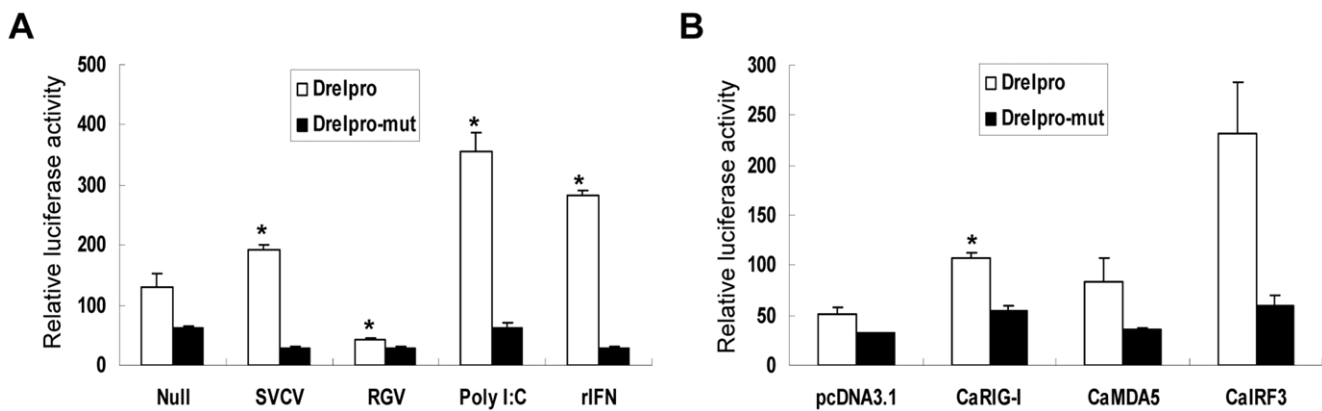 A
Relative luciferase activity
500
400
300
200
100
0
DreIpro
DreIpro-mut
*
*
*
*
Null SVCV RGV Poly I:C rIFN
B
Relative luciferase activity
300
250
200
150
100
50
0
DreIpro
DreIpro-mut
*
pcDNA3.1 CaRIG-I CaMDA5 CaIRF3